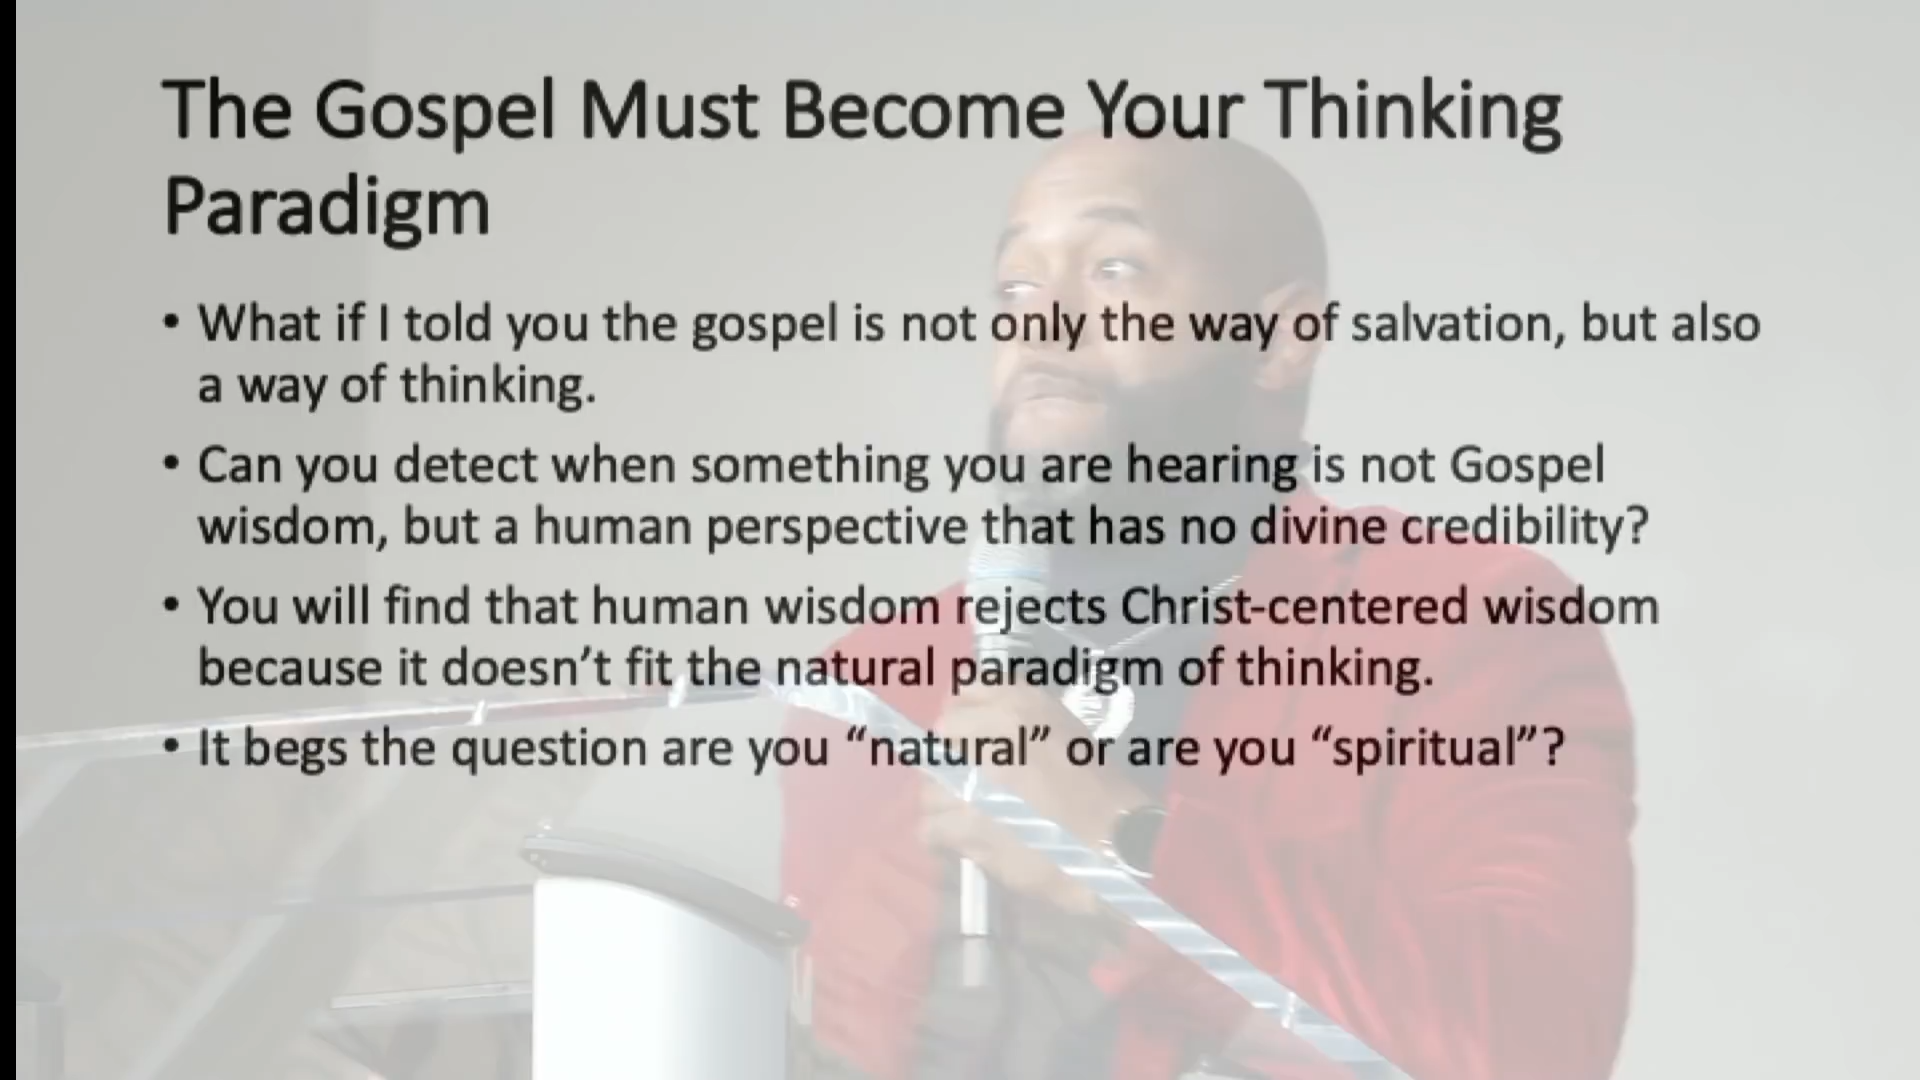 The Gospel Must Become Your Thinking
Paradigm
• What if I told you the gospel is not only the way of salvation, but also
a way of thinking.
• Can you detect when something you are hearing is not Gospel
wisdom, but a human perspective that has no divine credibility?
• You will find that human wisdom rejects Christ-centered wisdom
because it doesn’t fit the natural paradigm of thinking.
• It begs the question are you “natural” or are you “spiritual”?